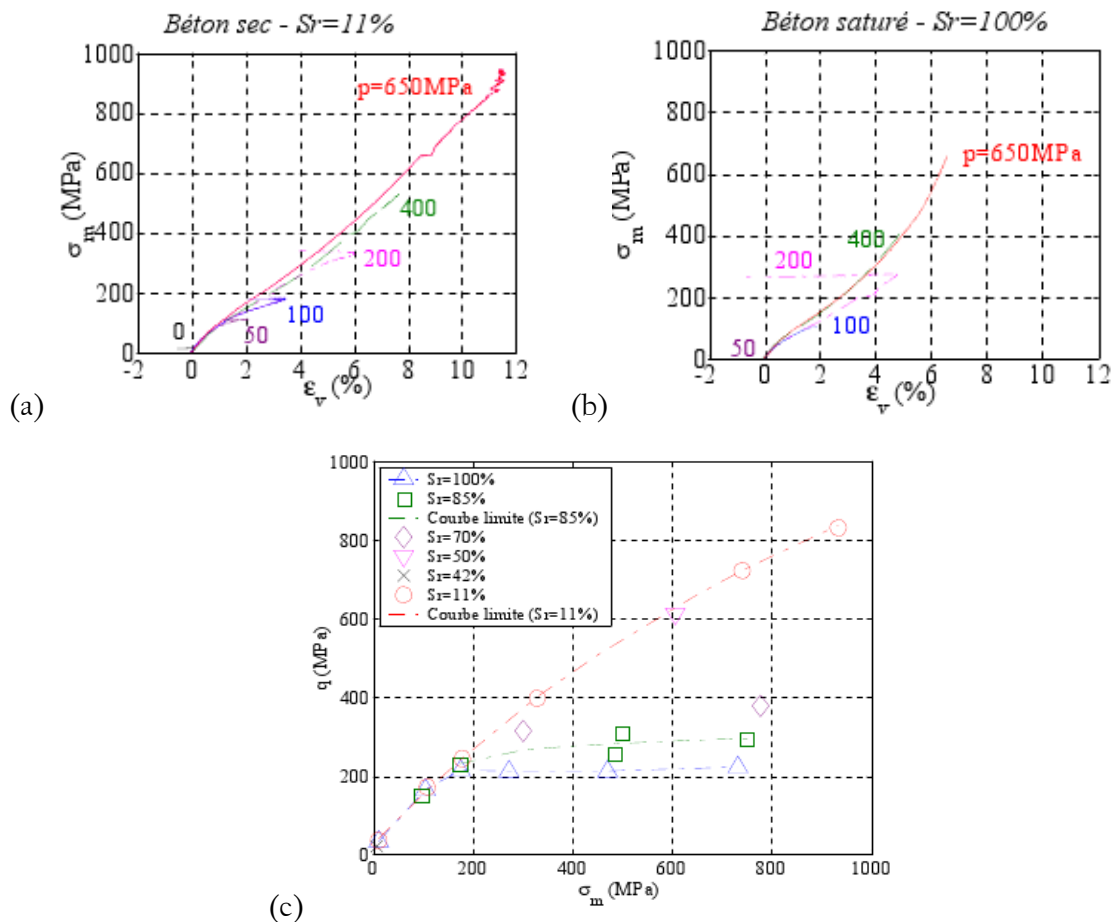 Béton sec - Sr=11%
1000
800
600
400
200
0
-2 0 2 4 6 8 10 12
σm (MPa)
εv (%)
p=650MPa
400
200
100
50
0
(a)
Béton saturé - Sr=100%
1000
800
600
400
200
0
-2 0 2 4 6 8 10 12
σm (MPa)
εv (%)
p=650MPa
400
200
100
50
(b)
1000
800
600
400
200
0
0 200 400 600 800 1000
q (MPa)
σm (MPa)
Sr=100%
Sr=85%
Courbe limite (Sr=85%)
Sr=70%
Sr=50%
Sr=42%
Sr=11%
Courbe limite (Sr=11%)
(c)